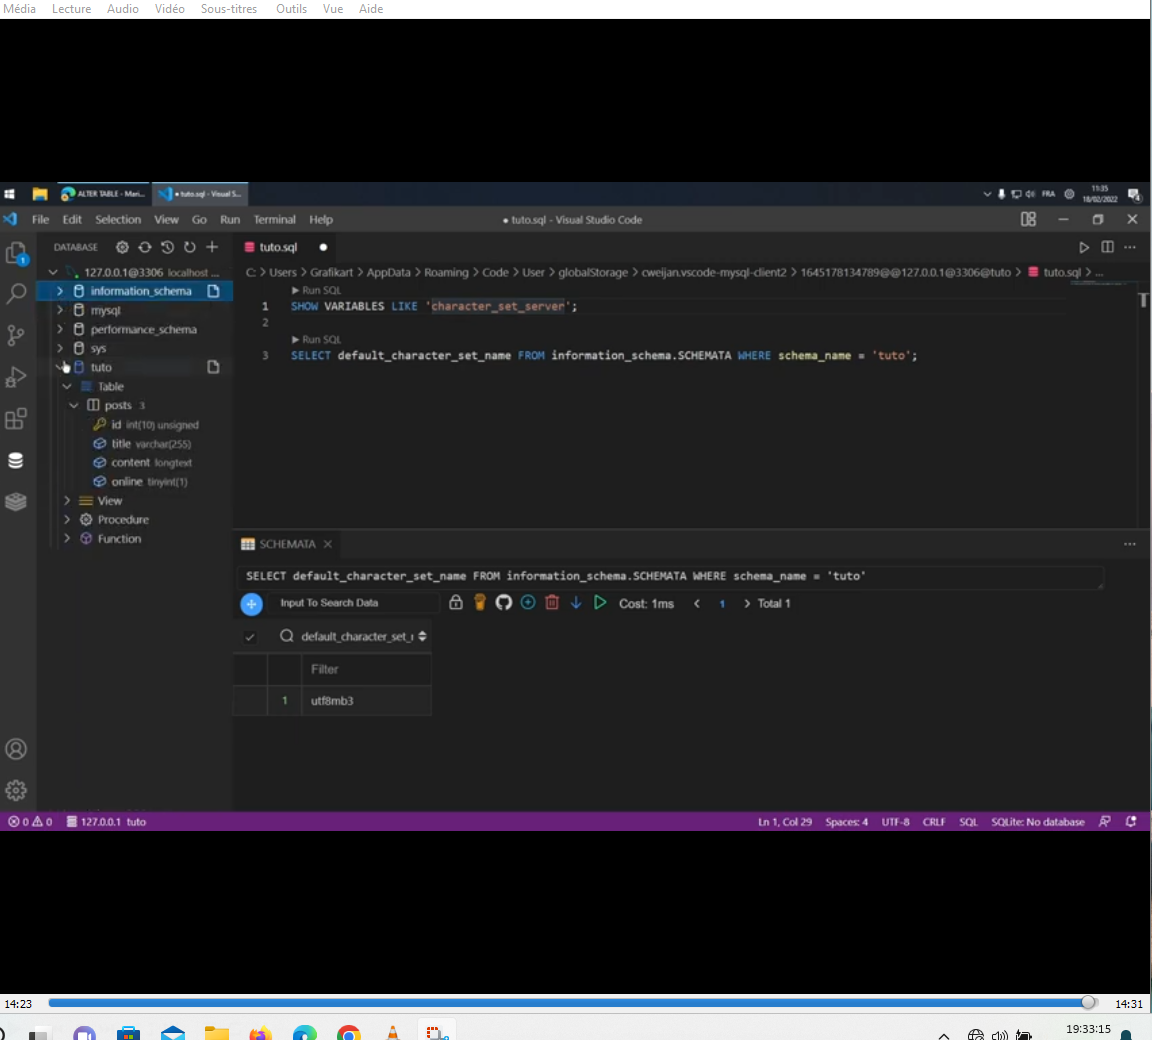 Média Lecture Audio Vidéo Sous-titres Outils Vue Aide
ALTER TABLE - Mari... • tuto.sql - Visual S... FRA 11:35 18/02/2022 4
File Edit Selection View Go Run Terminal Help • tuto.sql - Visual Studio Code
DATABASE
127.0.0.1@3306 localhost ...
information_schema
mysql
performance_schema
sys
tuto
Table
posts 3
id int(10) unsigned
title varchar(255)
content longtext
online tinyint(1)
View
Procedure
Function
1
tuto.sql
C: > Users > Grafikart > AppData > Roaming > Code > User > globalStorage > cweijan.vscode-mysql-client2 > 1645178134789@@127.0.0.1@3306@tuto > tuto.sql > ...
Run SQL
1 SHOW VARIABLES LIKE 'character_set_server';
2
Run SQL
3 SELECT default_character_set_name FROM information_schema.SCHEMATA WHERE schema_name = 'tuto';
SCHEMATA
SELECT default_character_set_name FROM information_schema.SCHEMATA WHERE schema_name = 'tuto'
Input To Search Data Cost: 1ms < 1 > Total 1
default_character_set_
Filter
1 utf8mb3
0 0 127.0.0.1 tuto Ln 1, Col 29 Spaces: 4 UTF-8 CRLF SQL SQLite: No database
14:23 14:31
19:33:15